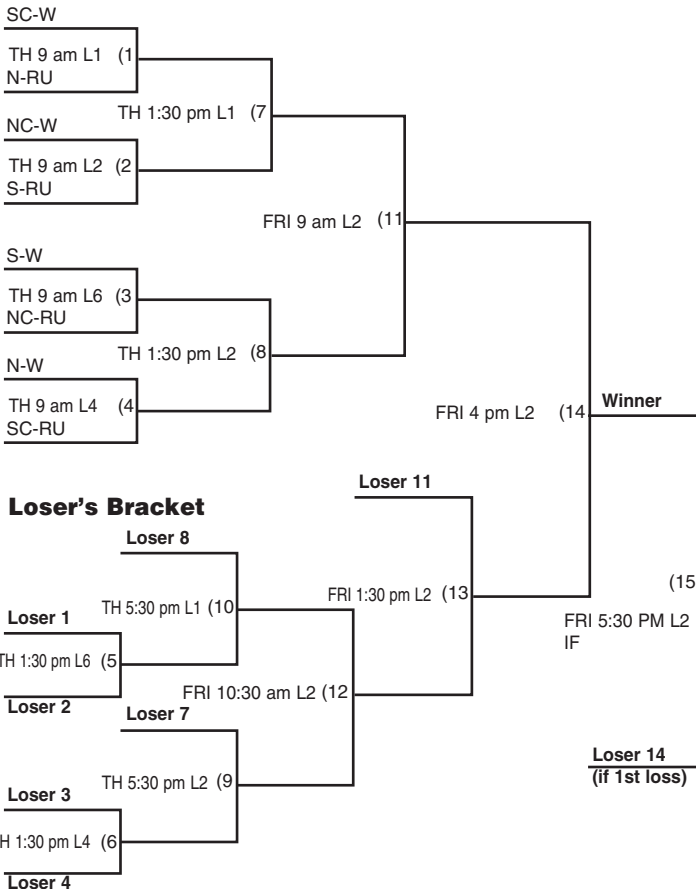 SC-W
TH 9 am L1 (1
N-RU
TH 1:30 pm L1 (7
NC-W
TH 9 am L2 (2
S-RU
FRI 9 am L2 (11
S-W
TH 9 am L6 (3
NC-RU
TH 1:30 pm L2 (8
N-W
TH 9 am L4 (4
SC-RU
FRI 4 pm L2 (14
Winner
Loser's Bracket
Loser 11
Loser 8
TH 5:30 pm L1 (10
FRI 1:30 pm L2 (13
(15
FRI 5:30 PM L2
IF
Loser 1
TH 1:30 pm L6 (5
Loser 2
FRI 10:30 am L2 (12
Loser 7
TH 5:30 pm L2 (9
Loser 14
(if 1st loss)
Loser 3
H 1:30 pm L4 (6
Loser 4